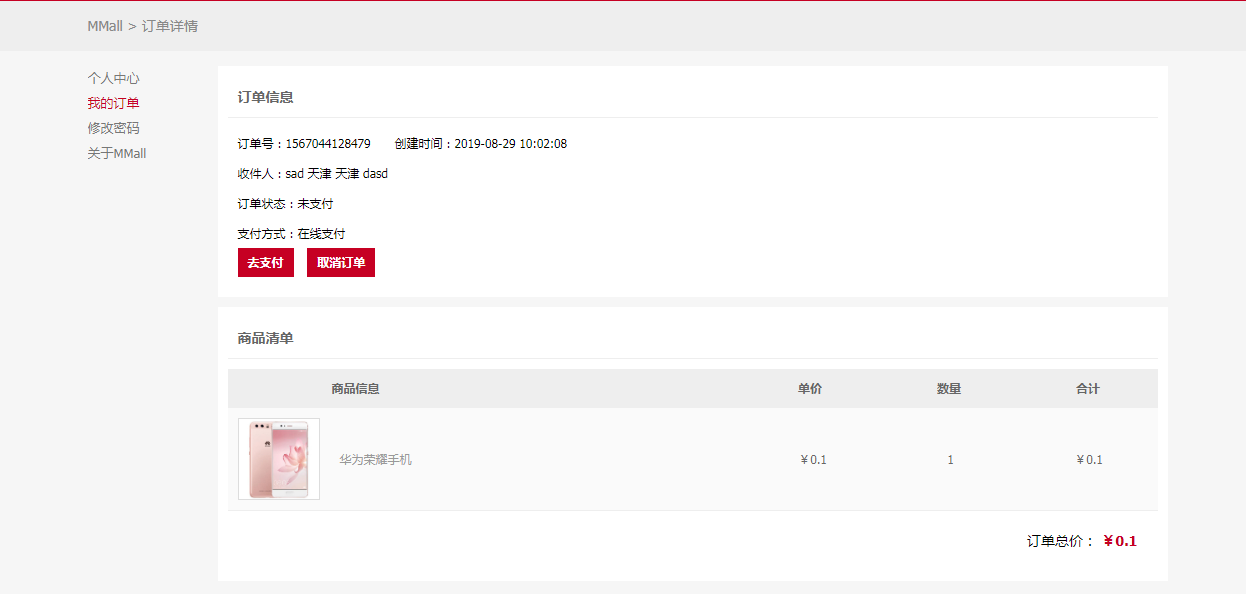 MMall > 订单详情
个人中心
我的订单
修改密码
关于MMall
订单信息
订单号：1567044128479 创建时间：2019-08-29 10:02:08
收件人：sad 天津 天津 dasd
订单状态：未支付
支付方式：在线支付
去支付 取消订单
商品清单
商品信息 单价 数量 合计
华为荣耀手机 ￥0.1 1 ￥0.1
订单总价： ￥0.1